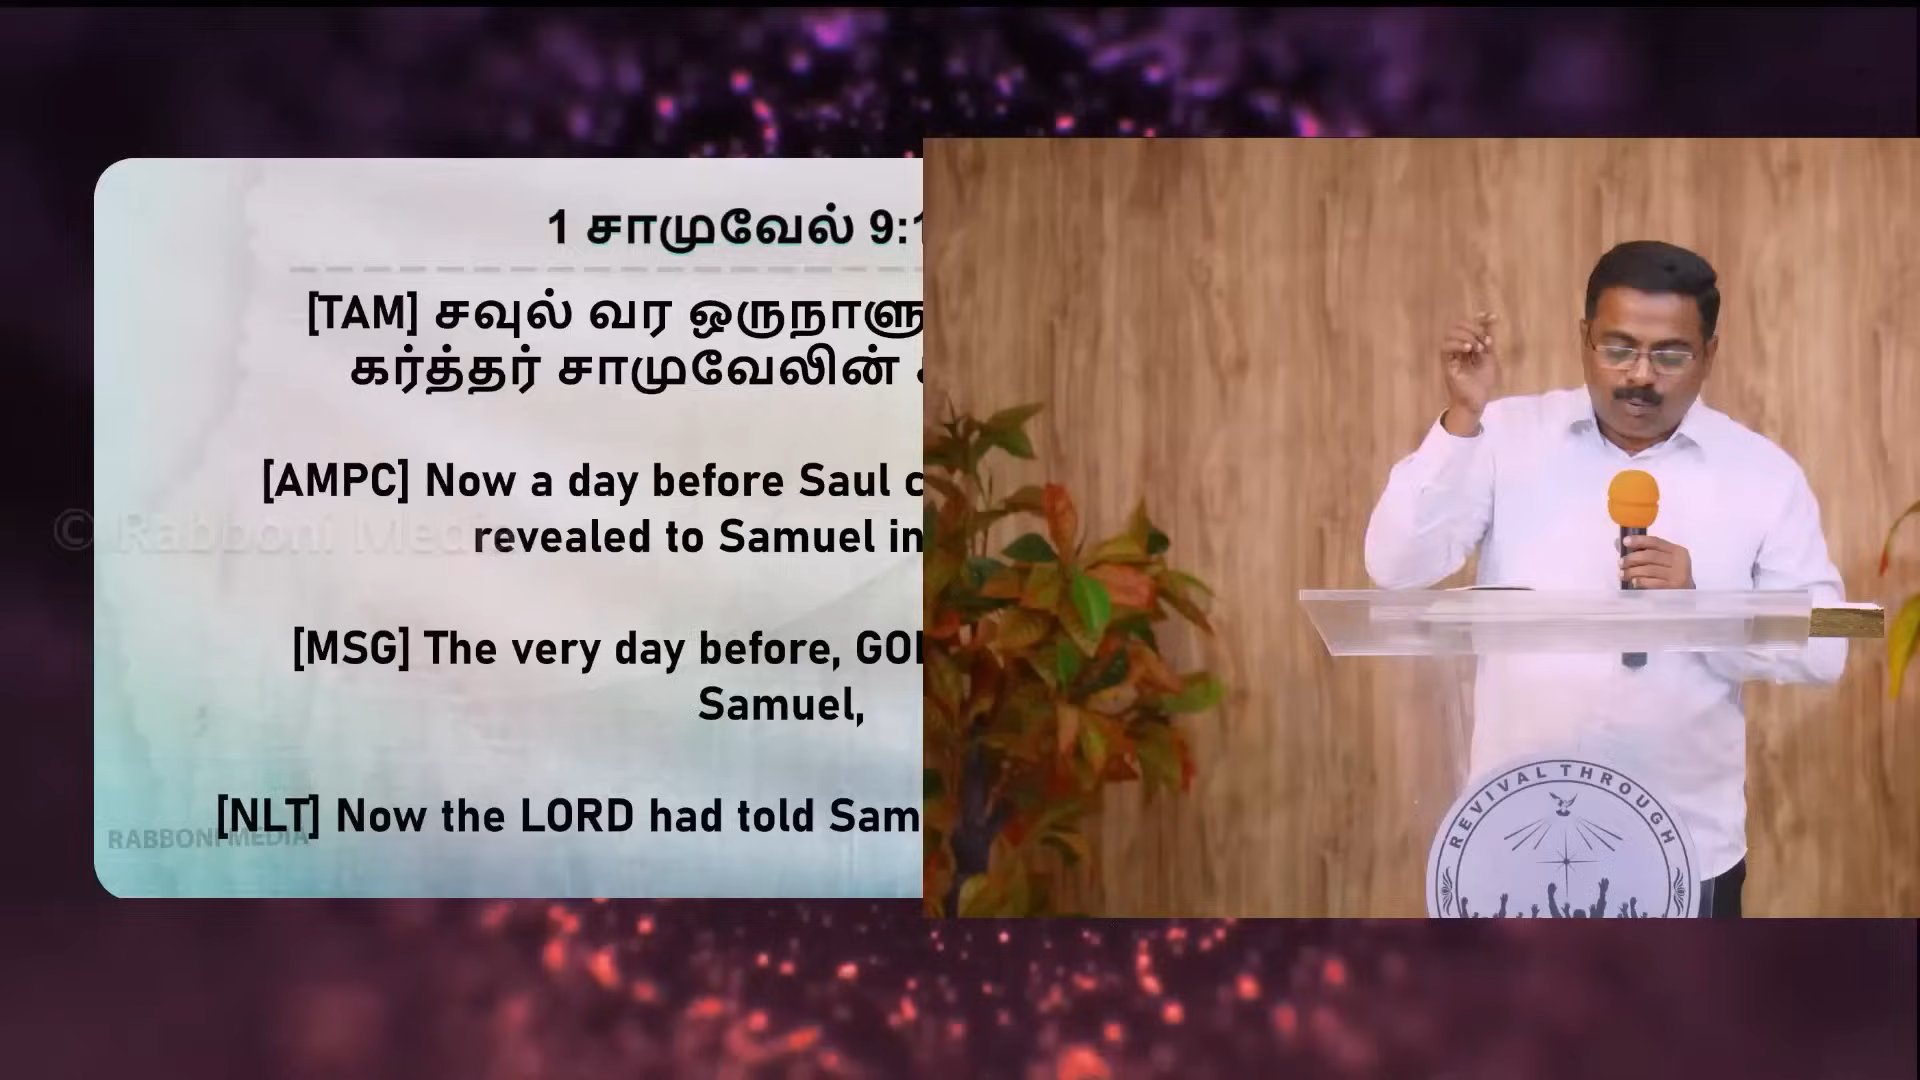 1 சாமுவேல் 9:1
[TAM] சவுல் வர ஒருநாளு
கர்த்தர் சாமுவேலின்
[AMPC] Now a day before Saul c
revealed to Samuel in
[MSG] The very day before, GO
Samuel,
[NLT] Now the LORD had told Sam
© Rabboni Media
RABBONI MEDIA
REVIVAL THROUGH